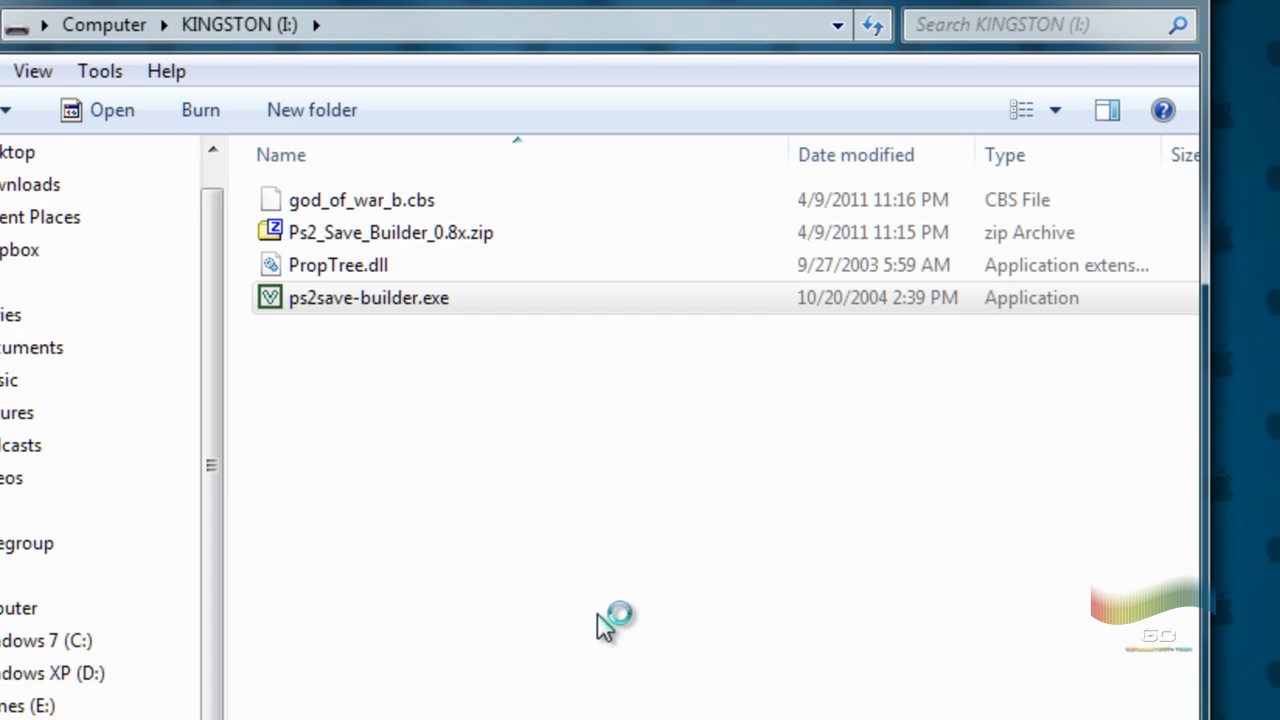 Computer KINGSTON (I:) Search KINGSTON (I:)
View Tools Help
Open Burn New folder
Name Date modified Type Size
god_of_war_b.cbs 4/9/2011 11:16 PM CBS File
Ps2_Save_Builder_0.8x.zip 4/9/2011 11:15 PM zip Archive
PropTree.dll 9/27/2003 5:59 AM Application extens...
ps2save-builder.exe 10/20/2004 2:39 PM Application
ktop
wnloads
ent Places
pbox
ies
cuments
sic
ures
lcasts
eos
egroup
puter
dows 7 (C:)
dows XP (D:)
nes (E:)